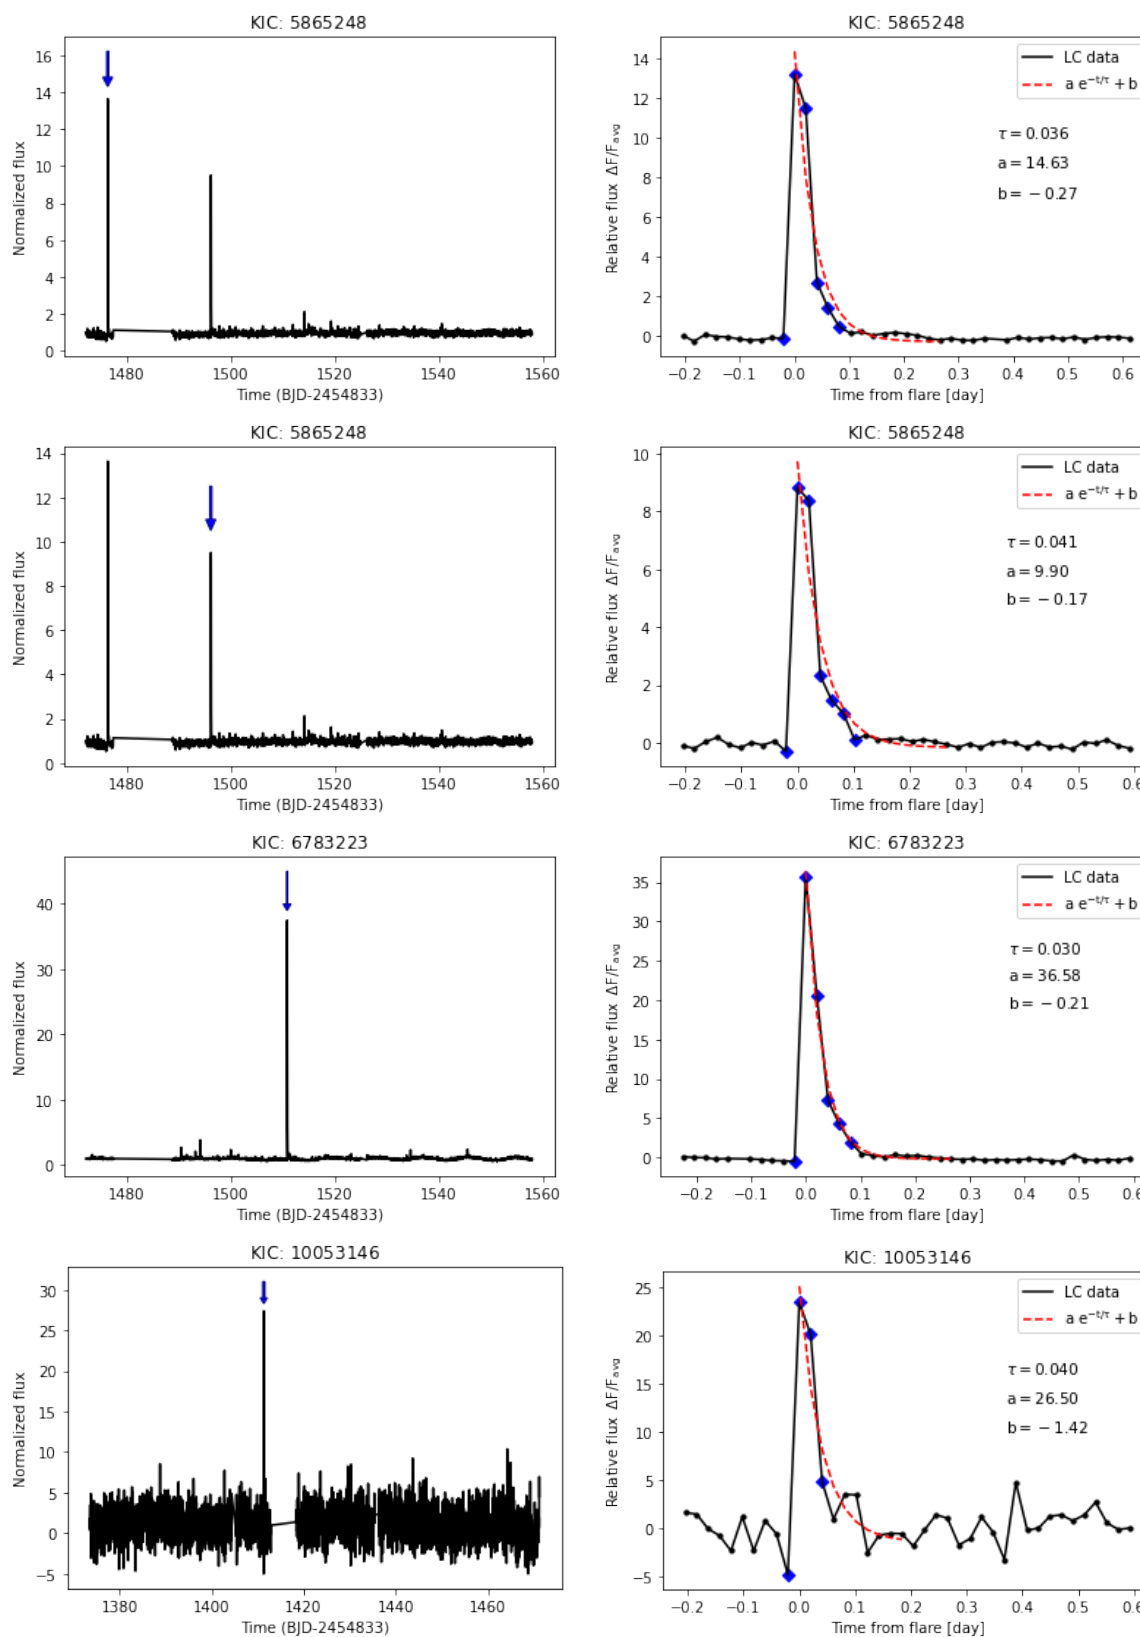 KIC: 5865248
Normalized flux
16
14
12
10
8
6
4
2
0
1480 1500 1520 1540 1560
Time (BJD-2454833)
KIC: 5865248
Relative flux ΔF/F_avg
14
12
10
8
6
4
2
0
LC data
a e^−t/τ + b
τ = 0.036
a = 14.63
b = −0.27
−0.2 −0.1 0.0 0.1 0.2 0.3 0.4 0.5 0.6
Time from flare [day]
KIC: 5865248
Normalized flux
14
12
10
8
6
4
2
0
1480 1500 1520 1540 1560
Time (BJD-2454833)
KIC: 5865248
Relative flux ΔF/F_avg
10
8
6
4
2
0
LC data
a e^−t/τ + b
τ = 0.041
a = 9.90
b = −0.17
−0.2 −0.1 0.0 0.1 0.2 0.3 0.4 0.5 0.6
Time from flare [day]
KIC: 6783223
Normalized flux
40
30
20
10
0
1480 1500 1520 1540 1560
Time (BJD-2454833)
KIC: 6783223
Relative flux ΔF/F_avg
35
30
25
20
15
10
5
0
LC data
a e^−t/τ + b
τ = 0.030
a = 36.58
b = −0.21
−0.2 −0.1 0.0 0.1 0.2 0.3 0.4 0.5 0.6
Time from flare [day]
KIC: 10053146
Normalized flux
30
25
20
15
10
5
0
−5
1380 1400 1420 1440 1460
Time (BJD-2454833)
KIC: 10053146
Relative flux ΔF/F_avg
25
20
15
10
5
0
−5
LC data
a e^−t/τ + b
τ = 0.040
a = 26.50
b = −1.42
−0.2 −0.1 0.0 0.1 0.2 0.3 0.4 0.5 0.6
Time from flare [day]